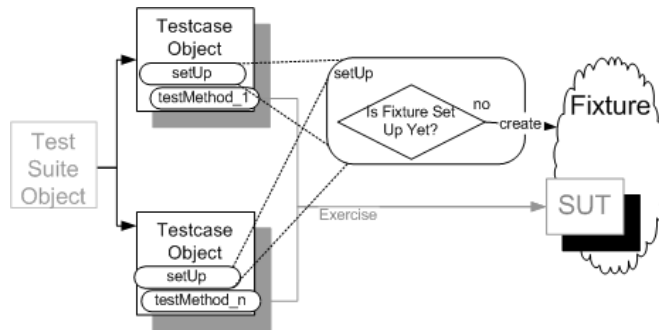 Testcase
Object
setUp
testMethod_1
setUp
Is Fixture Set
Up Yet?
no
create
Fixture
Test
Suite
Object
SUT
Exercise
Testcase
Object
setUp
testMethod_n